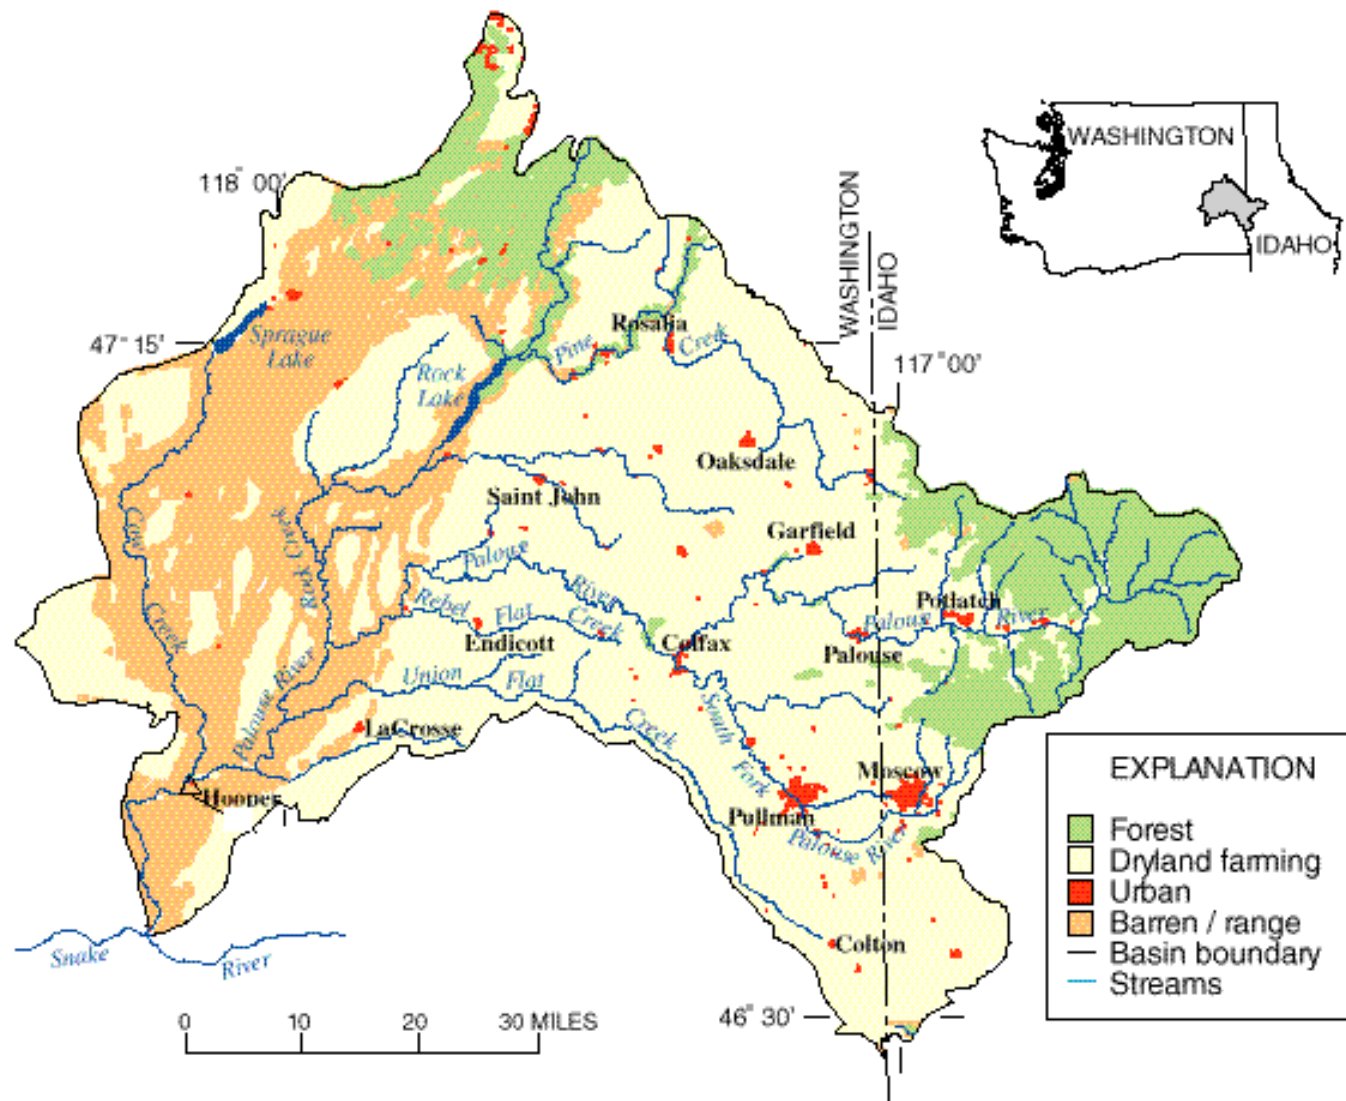 WASHINGTON
IDAHO
118° 00'
47° 15'
WASHINGTON
IDAHO
117° 00'
Sprague
Lake
Rosalia
Pine
Creek
Rock
Lake
Oaksdale
Saint John
Cow
Creek
Rock Creek
Garfield
Palouse
River
Rebel
Flat
Creek
Potlatch
Palouse
River
Endicott
Colfax
Palouse
Union
Flat
Creek
Palouse River
LaCrosse
South
Fork
Moscow
Hooper
Pullman
Palouse River
Colton
Snake
River
46° 30'
0 10 20 30 MILES
EXPLANATION
Forest
Dryland farming
Urban
Barren / range
Basin boundary
Streams